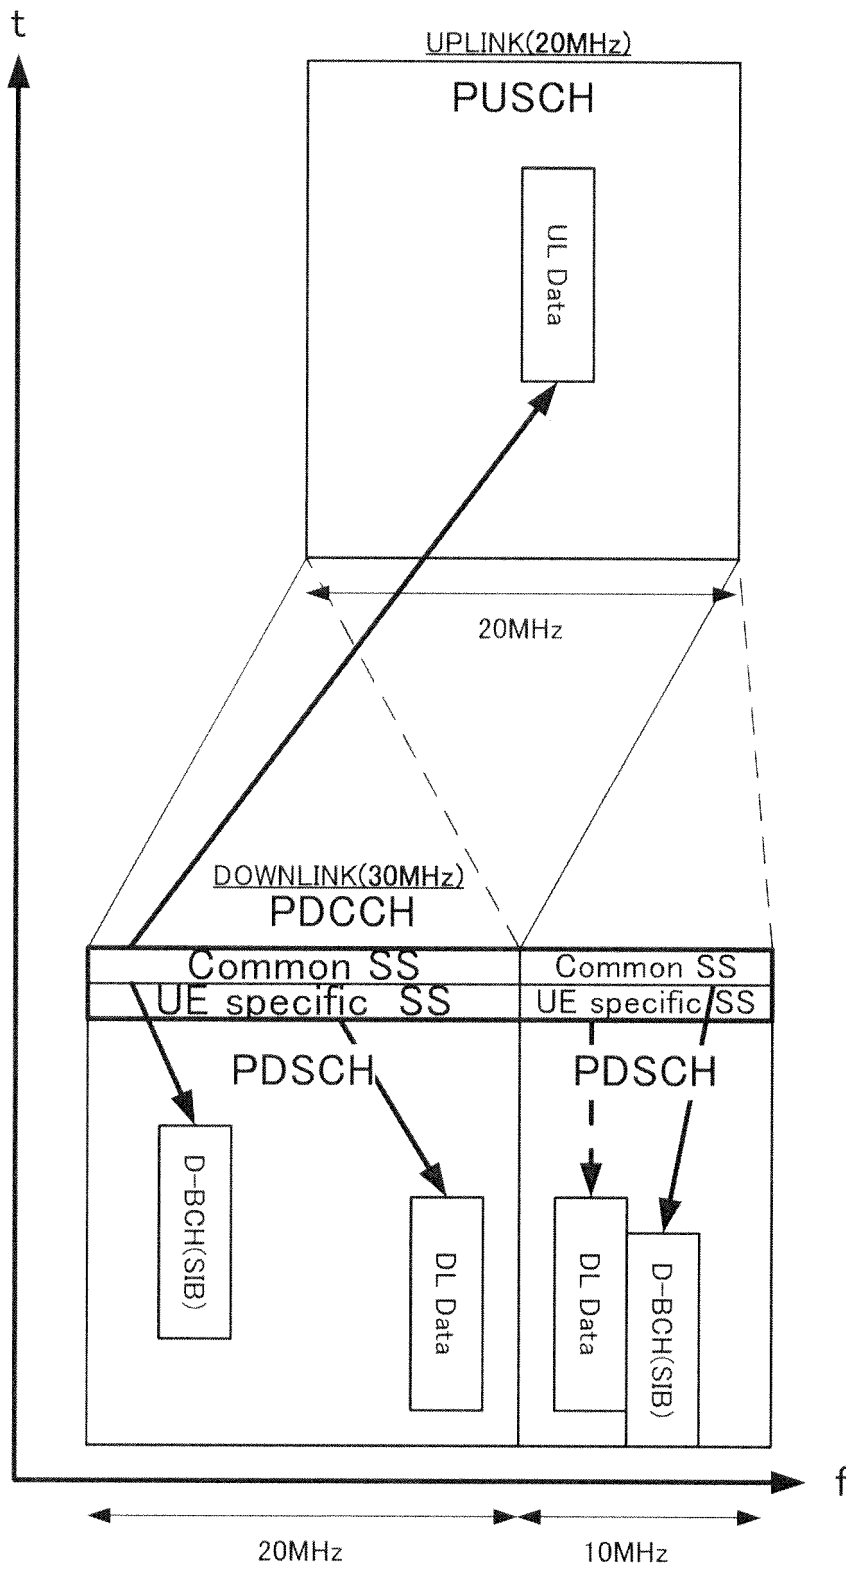 t
UPLINK(20MHz)
PUSCH
UL Data
20MHz
DOWNLINK(30MHz)
PDCCH
Common SS
Common SS
UE specific SS
UE specific SS
PDSCH
PDSCH
D-BCH(SIB)
DL Data
DL Data
D-BCH(SIB)
f
20MHz
10MHz